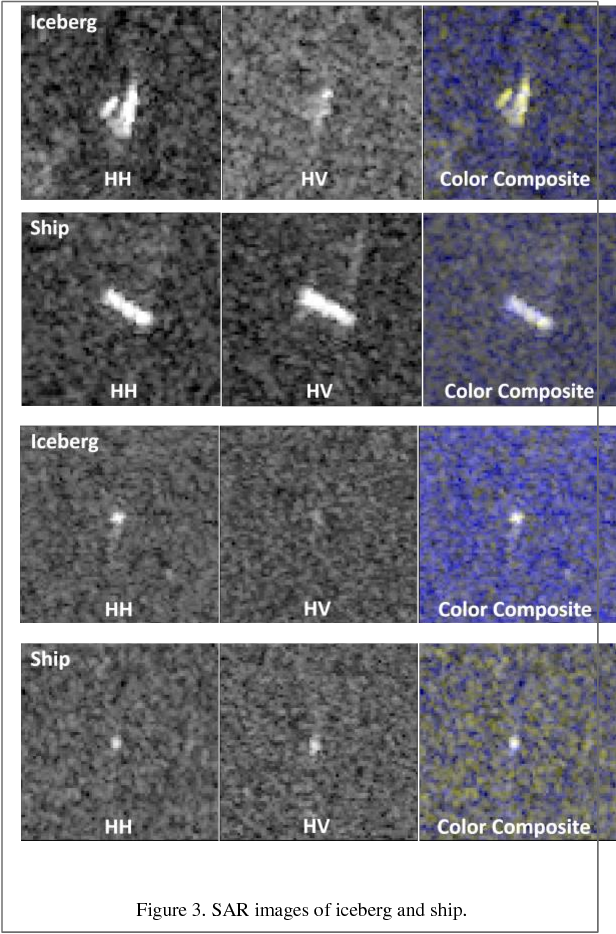 Iceberg
HH
HV
Color Composite
Ship
HH
HV
Color Composite
Iceberg
HH
HV
Color Composite
Ship
HH
HV
Color Composite
Figure 3. SAR images of iceberg and ship.